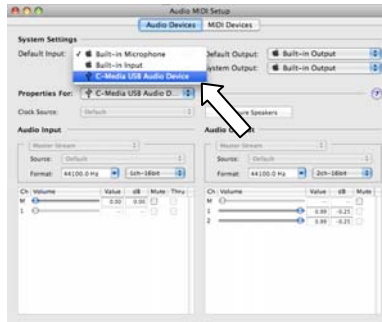 Audio MIDI Setup
Audio Devices MIDI Devices
System Settings
Default Input: ✓ Built-in Microphone
Built-in Input
C-Media USB Audio Device
Default Output: Built-in Output
System Output: Built-in Output
Properties For: C-Media USB Audio D...
?
Clock Source: Default
Speakers
Audio Input
Audio
Master Stream
Master Stream
Source: Default
Source: Default
Format: 44100.0 Hz 1ch-16bit
Format: 44100.0 Hz 2ch-16bit
Ch Volume Value dB Mute Thru
Ch Volume Value dB Mute
M 0.00 0.00
M
1
1 0.99 -0.25
2 0.99 -0.25